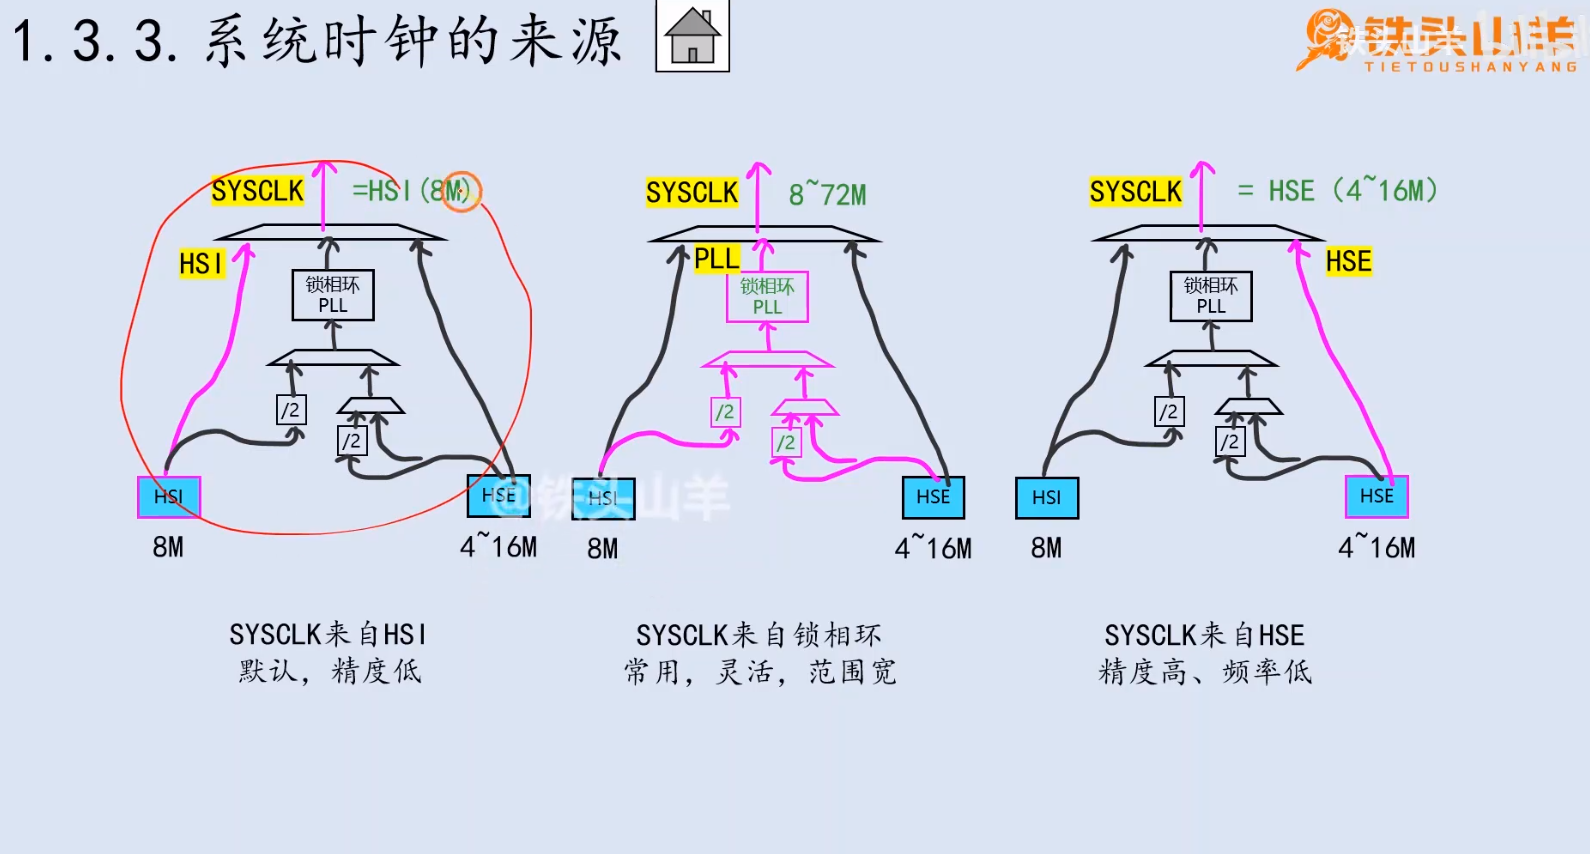 1.3.3.系统时钟的来源
铁头山羊
TIETOUSHANYANG
SYSCLK =HSI(8M)
HSI
锁相环
PLL
/2
/2
HSI
HSE
8M
4~16M
SYSCLK来自HSI
默认，精度低
SYSCLK 8~72M
PLL
锁相环
PLL
/2
/2
HSI
HSE
8M
4~16M
SYSCLK来自锁相环
常用，灵活，范围宽
SYSCLK = HSE（4~16M）
HSE
锁相环
PLL
/2
/2
HSI
HSE
8M
4~16M
SYSCLK来自HSE
精度高、频率低
@铁头山羊
铁头山羊